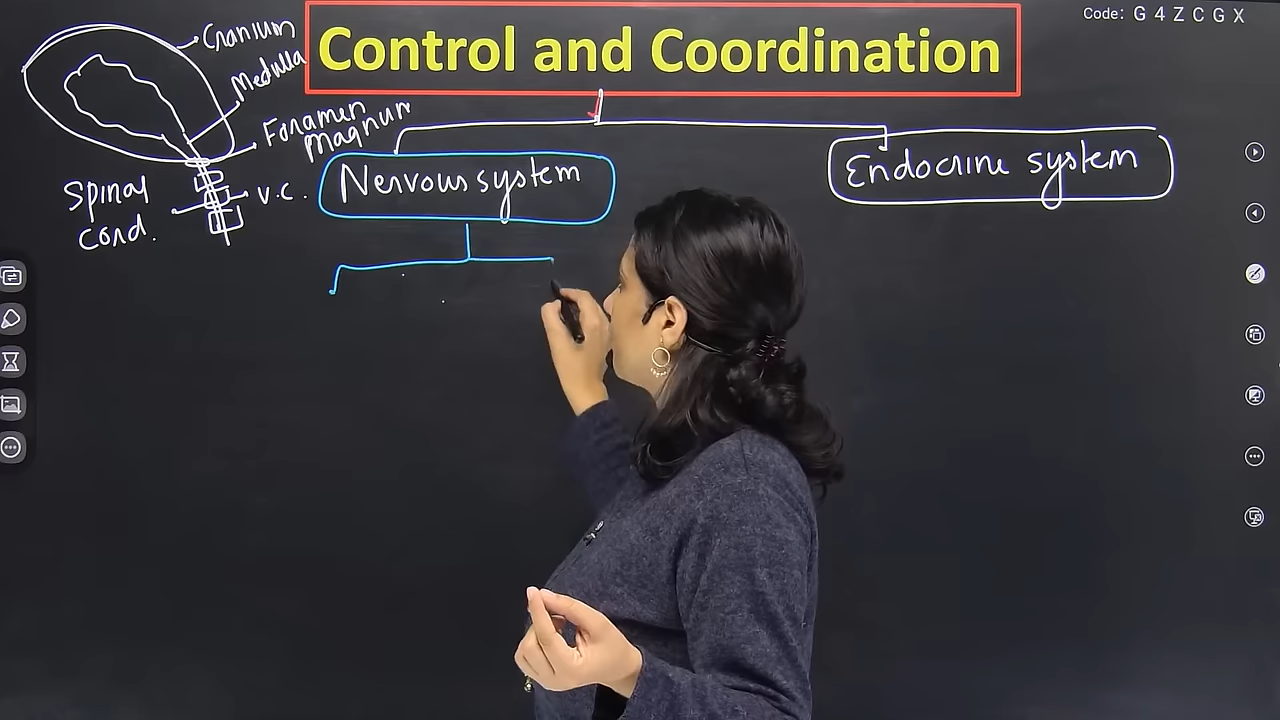 Code: G 4 Z C G X
Control and Coordination
Cranium
Medulla
Foramen
magnum
Spinal
cord.
V.C.
Nervous system
Endocrine system